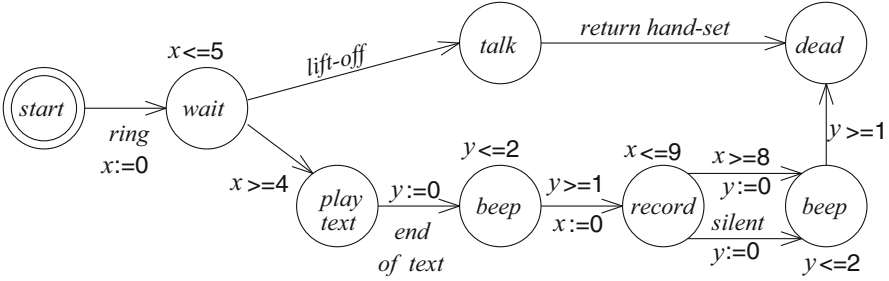 start
ring
x:=0
x<=5
wait
lift-off
talk
return hand-set
dead
x>=4
play
text
y:=0
end
of text
y<=2
beep
y>=1
x:=0
x<=9
record
x>=8
y:=0
silent
y:=0
beep
y<=2
y>=1